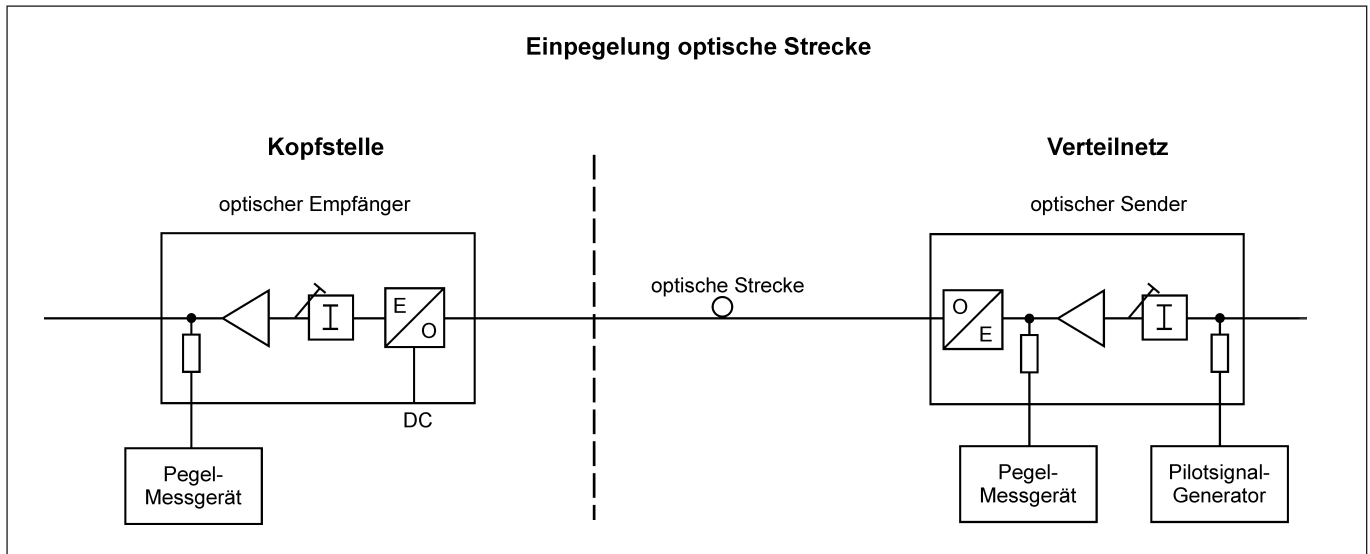 Einpegelung optische Strecke
Kopfstelle
Verteilnetz
optischer Empfänger
optischer Sender
optische Strecke
I
E
O
O
E
I
DC
Pegel-
Messgerät
Pegel-
Messgerät
Pilotsignal-
Generator